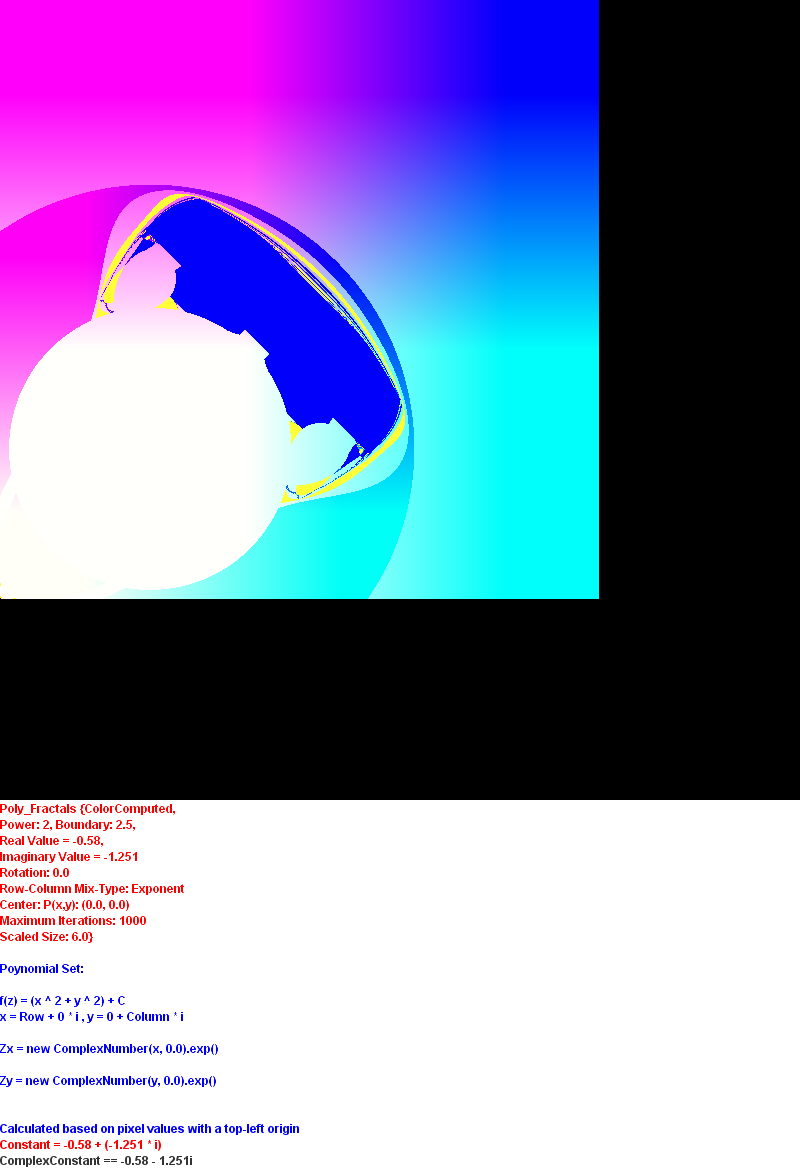 Poly_Fractals {ColorComputed,
Power: 2, Boundary: 2.5,
Real Value = -0.58,
Imaginary Value = -1.251
Rotation: 0.0
Row-Column Mix-Type: Exponent
Center: P(x,y): (0.0, 0.0)
Maximum Iterations: 1000
Scaled Size: 6.0}
Poynomial Set:
f(z) = (x ^ 2 + y ^ 2) + C
x = Row + 0 * i , y = 0 + Column * i
Zx = new ComplexNumber(x, 0.0).exp()
Zy = new ComplexNumber(y, 0.0).exp()
Calculated based on pixel values with a top-left origin
Constant = -0.58 + (-1.251 * i)
ComplexConstant == -0.58 - 1.251i